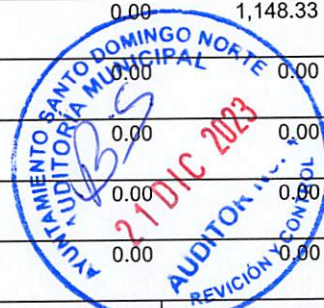 0.00 1,148.33
0.00 0.00
0.00 0.00
0.00 0.00
0.00 0.00
AYUNTAMIENTO SANTO DOMINGO NORTE
AUDITORÍA MUNICIPAL
21 DIC 2023
AUDITOR
REVICIÓN Y CONTROL